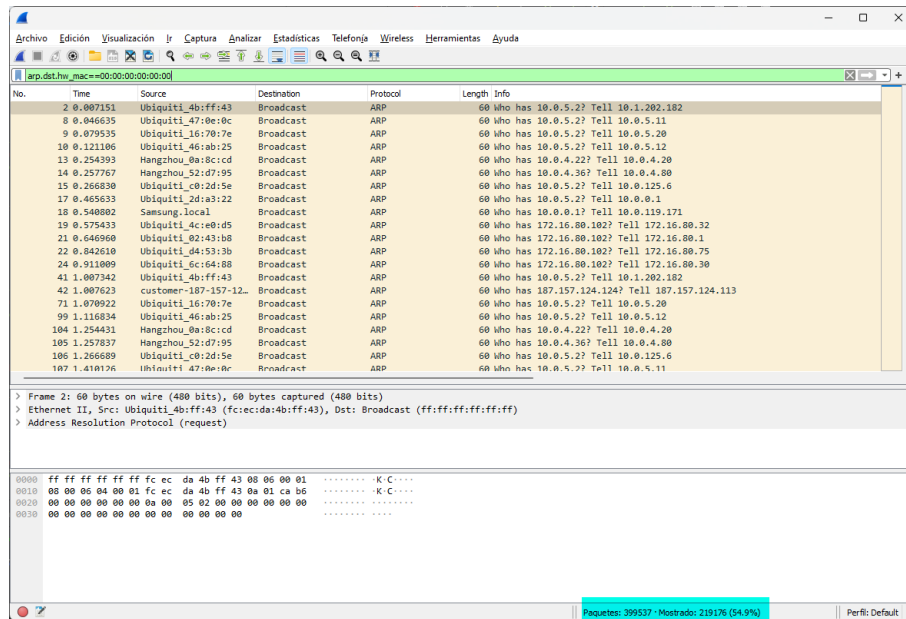 Archivo Edición Visualización Ir Captura Analizar Estadísticas Telefonía Wireless Herramientas Ayuda
arp.dst.hw_mac==00:00:00:00:00:00
No. Time Source Destination Protocol Length Info
2 0.007151 Ubiquiti_4b:ff:43 Broadcast ARP 60 Who has 10.0.5.2? Tell 10.1.202.182
8 0.046635 Ubiquiti_47:0e:0c Broadcast ARP 60 Who has 10.0.5.2? Tell 10.0.5.11
9 0.079535 Ubiquiti_16:70:7e Broadcast ARP 60 Who has 10.0.5.2? Tell 10.0.5.20
10 0.121106 Ubiquiti_46:ab:25 Broadcast ARP 60 Who has 10.0.5.2? Tell 10.0.5.12
13 0.254393 Hangzhou_0a:8c:cd Broadcast ARP 60 Who has 10.0.4.22? Tell 10.0.4.20
14 0.257767 Hangzhou_52:d7:95 Broadcast ARP 60 Who has 10.0.4.36? Tell 10.0.4.80
15 0.266830 Ubiquiti_c0:2d:5e Broadcast ARP 60 Who has 10.0.5.2? Tell 10.0.125.6
17 0.465633 Ubiquiti_2d:a3:22 Broadcast ARP 60 Who has 10.0.5.2? Tell 10.0.0.1
18 0.540802 Samsung.local Broadcast ARP 60 Who has 10.0.0.1? Tell 10.0.119.171
19 0.575433 Ubiquiti_4c:e0:d5 Broadcast ARP 60 Who has 172.16.80.102? Tell 172.16.80.32
21 0.646960 Ubiquiti_02:43:b8 Broadcast ARP 60 Who has 172.16.80.102? Tell 172.16.80.1
22 0.842610 Ubiquiti_d4:53:3b Broadcast ARP 60 Who has 172.16.80.102? Tell 172.16.80.75
24 0.911009 Ubiquiti_6c:64:88 Broadcast ARP 60 Who has 172.16.80.102? Tell 172.16.80.30
41 1.007342 Ubiquiti_4b:ff:43 Broadcast ARP 60 Who has 10.0.5.2? Tell 10.1.202.182
42 1.007623 customer-187-157-12… Broadcast ARP 60 Who has 187.157.124.124? Tell 187.157.124.113
71 1.070922 Ubiquiti_16:70:7e Broadcast ARP 60 Who has 10.0.5.2? Tell 10.0.5.20
99 1.116834 Ubiquiti_46:ab:25 Broadcast ARP 60 Who has 10.0.5.2? Tell 10.0.5.12
104 1.254431 Hangzhou_0a:8c:cd Broadcast ARP 60 Who has 10.0.4.22? Tell 10.0.4.20
105 1.257837 Hangzhou_52:d7:95 Broadcast ARP 60 Who has 10.0.4.36? Tell 10.0.4.80
106 1.266689 Ubiquiti_c0:2d:5e Broadcast ARP 60 Who has 10.0.5.2? Tell 10.0.125.6
107 1.410126 Ubiquiti_47:0e:0c Broadcast ARP 60 Who has 10.0.5.2? Tell 10.0.5.11
> Frame 2: 60 bytes on wire (480 bits), 60 bytes captured (480 bits)
> Ethernet II, Src: Ubiquiti_4b:ff:43 (fc:ec:da:4b:ff:43), Dst: Broadcast (ff:ff:ff:ff:ff:ff)
> Address Resolution Protocol (request)
0000 ff ff ff ff ff ff fc ec da 4b ff 43 08 06 00 01 ········ ·K·C····
0010 08 00 06 04 00 01 fc ec da 4b ff 43 0a 01 ca b6 ········ ·K·C····
0020 00 00 00 00 00 00 0a 00 05 02 00 00 00 00 00 00 ········ ········
0030 00 00 00 00 00 00 00 00 00 00 00 00 ········ ····
Paquetes: 399537 · Mostrado: 219176 (54.9%) Perfil: Default